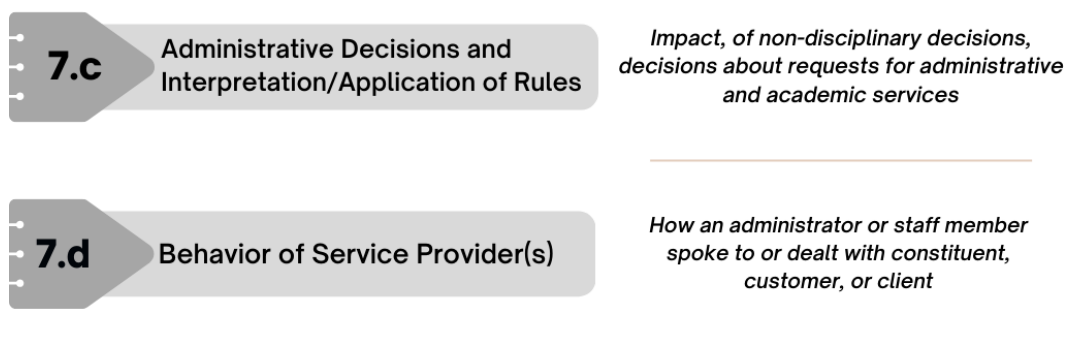 7.c
Administrative Decisions and
Interpretation/Application of Rules
Impact, of non-disciplinary decisions,
decisions about requests for administrative
and academic services
7.d
Behavior of Service Provider(s)
How an administrator or staff member
spoke to or dealt with constituent,
customer, or client